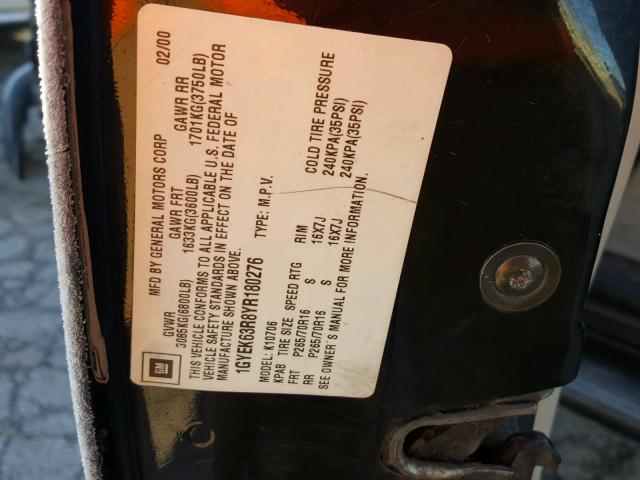 GM
MFD BY GENERAL MOTORS CORP 02/00
GVWR GAWR FRT GAWR RR
3085KG(6800LB) 1633KG(3600LB) 1701KG(3750LB)
THIS VEHICLE CONFORMS TO ALL APPLICABLE U.S. FEDERAL MOTOR
VEHICLE SAFETY STANDARDS IN EFFECT ON THE DATE OF
MANUFACTURE SHOWN ABOVE.
1GYEK63R8YR180276 TYPE: M.P.V.
MODEL: K10706
KPAB TIRE SIZE SPEED RTG RIM COLD TIRE PRESSURE
FRT P265/70R16 S 16X7J 240KPA(35PSI)
RR P265/70R16 S 16X7J 240KPA(35PSI)
SEE OWNER'S MANUAL FOR MORE INFORMATION.